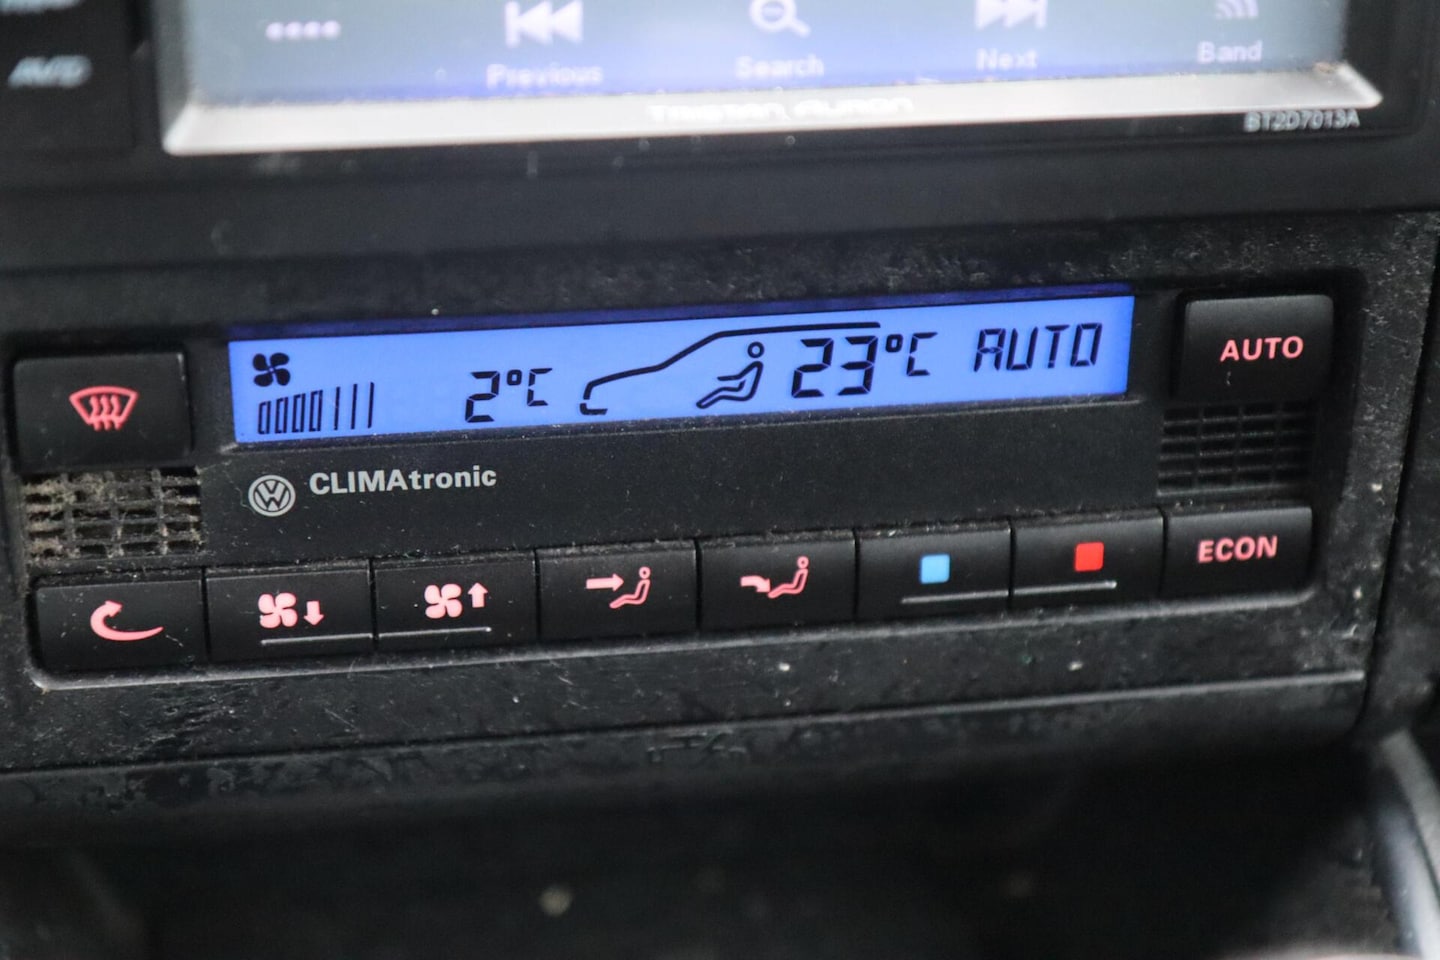 Previous
Search
Next
Band
BT2D7013A
2°C
23°C AUTO
AUTO
CLIMAtronic
ECON